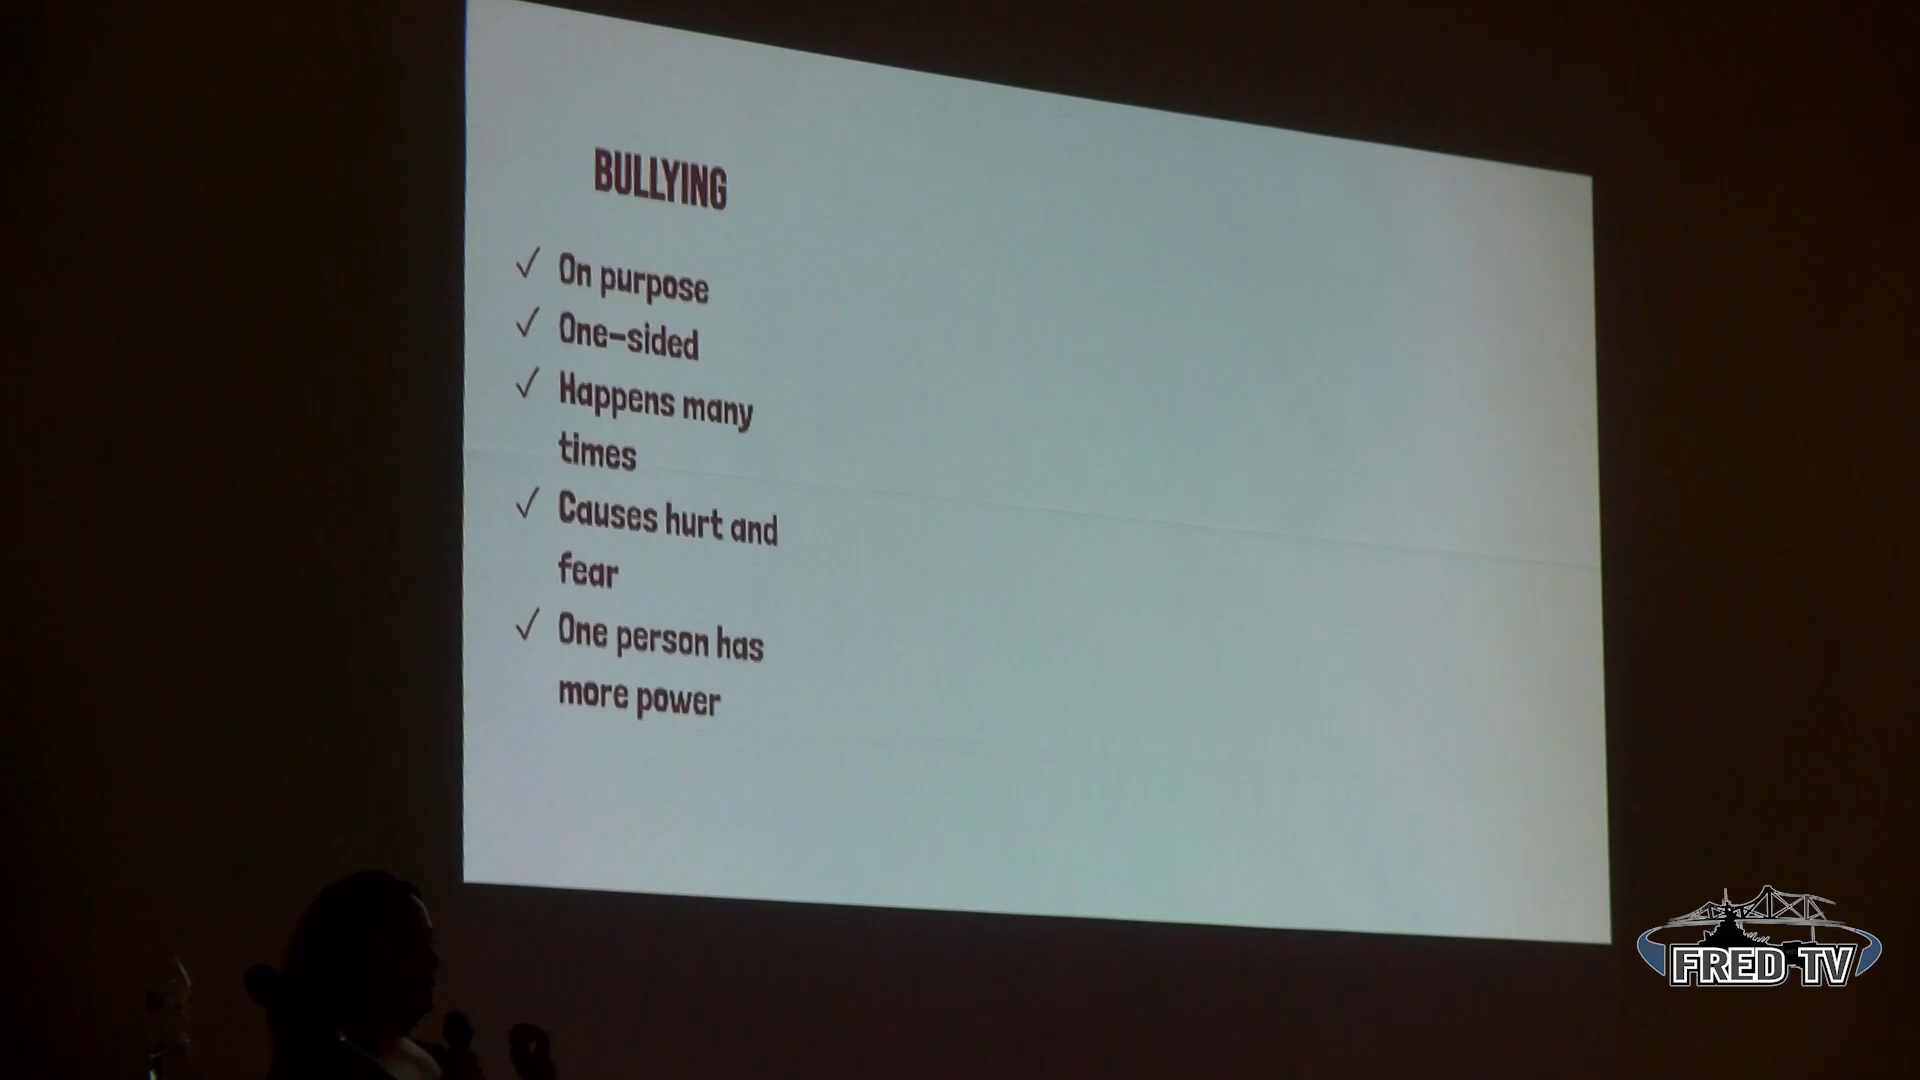 BULLYING
✓ On purpose
✓ One-sided
✓ Happens many
times
✓ Causes hurt and
fear
✓ One person has
more power
FRED TV